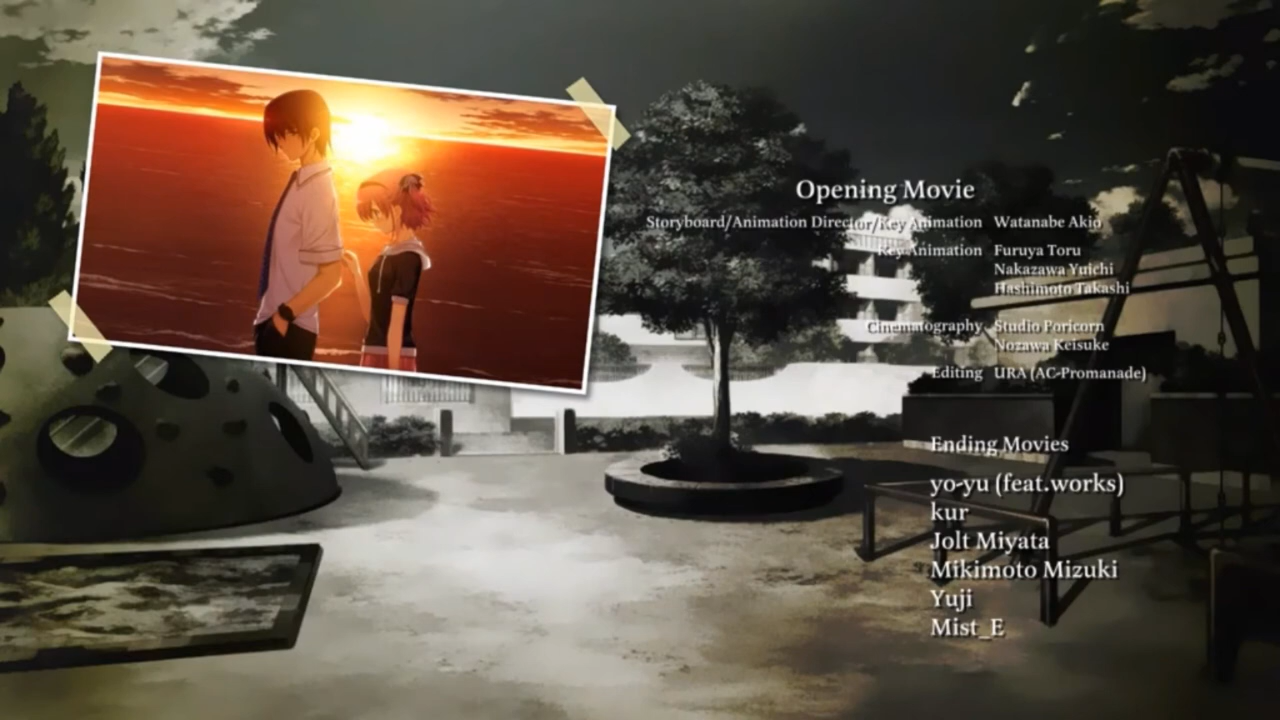 Opening Movie
Storyboard/Animation Director/Key Animation Watanabe Akio
Key Animation Furuya Toru
Nakazawa Yuichi
Hashimoto Takashi
Cinematography Studio Poricorn
Nozawa Keisuke
Editing URA (AC-Promanade)
Ending Movies
yo-yu (feat.works)
kur
Jolt Miyata
Mikimoto Mizuki
Yuji
Mist_E